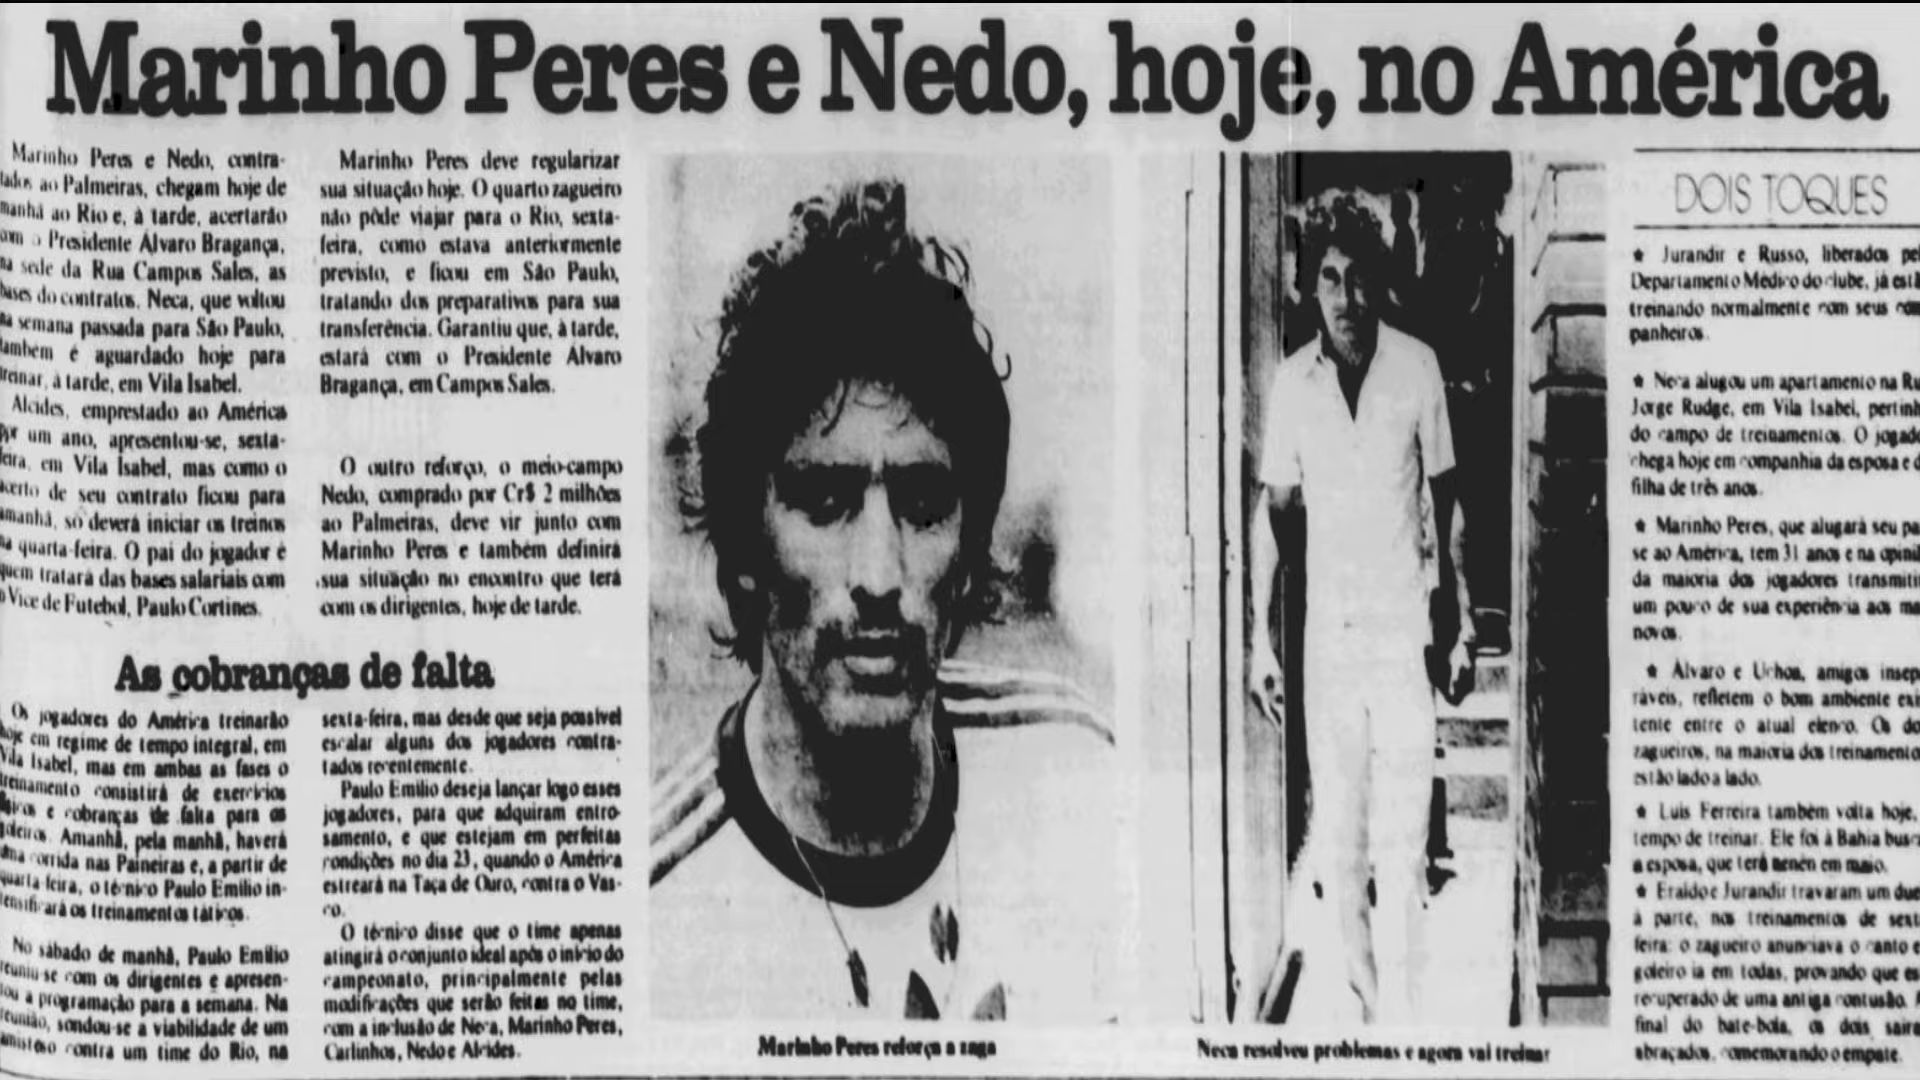 Marinho Peres e Nedo, hoje, no América
Marinho Peres e Nedo, contra-
tados ao Palmeiras, chegam hoje de
manhã ao Rio e, à tarde, acertarão
com o Presidente Álvaro Bragança,
na sede da Rua Campos Sales, as
bases do contratos. Neca, que voltou
na semana passada para São Paulo,
também é aguardado hoje para
treinar, à tarde, em Vila Isabel.
Alcides, emprestado ao América
por um ano, apresentou-se, sexta-
feira, em Vila Isabel, mas como o
acerto de seu contrato ficou para
amanhã, só deverá iniciar os treinos
na quarta-feira. O pai do jogador é
quem tratará das bases salariais com
o Vice de Futebol, Paulo Cortines.
Marinho Peres deve regularizar
sua situação hoje. O quarto zagueiro
não pôde viajar para o Rio, sexta-
feira, como estava anteriormente
previsto, e ficou em São Paulo,
tratando dos preparativos para sua
transferência. Garantiu que, à tarde,
estará com o Presidente Álvaro
Bragança, em Campos Sales.
O outro reforço, o meio-campo
Nedo, comprado por Cr$ 2 milhões
ao Palmeiras, deve vir junto com
Marinho Peres e também definirá
sua situação no encontro que terá
com os dirigentes, hoje de tarde.
As cobranças de falta
Os jogadores do América treinarão
hoje em regime de tempo integral, em
Vila Isabel, mas em ambas as fases o
treinamento consistirá de exercícios
físicos e cobranças de falta para os
goleiros. Amanhã, pela manhã, haverá
uma corrida nas Paineiras e, a partir de
quarta-feira, o técnico Paulo Emílio in-
tensificará os treinamentos táticos.
No sábado de manhã, Paulo Emílio
reuniu-se com os dirigentes e apresen-
tou a programação para a semana. Na
reunião, sondou-se a viabilidade de um
amistoso contra um time do Rio, na
sexta-feira, mas desde que seja possível
escalar alguns dos jogadores contra-
tados recentemente.
Paulo Emílio deseja lançar logo esses
jogadores, para que adquiram entro-
samento, e que estejam em perfeitas
condições no dia 23, quando o América
estreará na Taça de Ouro, contra o Vas-
co.
O técnico disse que o time apenas
atingirá o conjunto ideal após o início do
campeonato, principalmente pelas
modificações que serão feitas no time,
com a inclusão de Neca, Marinho Peres,
Carlinhos, Nedo e Alcides.
Marinho Peres reforça a zaga
Neca resolveu problemas e agora vai treinar
DOIS TOQUES
★ Jurandir e Russo, liberados pel
Departamento Médico do clube, já estã
treinando normalmente com seus com
panheiros.
★ Neca alugou um apartamento na Ru
Jorge Rudge, em Vila Isabel, pertinh
do campo de treinamentos. O jogado
chega hoje em companhia da esposa e d
filha de três anos.
★ Marinho Peres, que alugará seu pa
se ao América, tem 31 anos e na opiniã
da maioria dos jogadores transmitir
um pouco de sua experiência aos ma
novos.
★ Álvaro e Uchoa, amigos insep
ráveis, refletem o bom ambiente exi
tente entre o atual elenco. Os do
zagueiros, na maioria dos treinamento
estão lado a lado.
★ Luís Ferreira também volta hoje,
tempo de treinar. Ele foi à Bahia busc
a esposa, que terá nenén em maio.
★ Eraldo e Jurandir travaram um due
à parte, nos treinamentos de sext
feira: o zagueiro anunciava o canto e
goleiro ia em todas, provando que es
recuperado de uma antiga contusão. A
final do bate-bola, os dois saíra
abraçados, comemorando o empate.